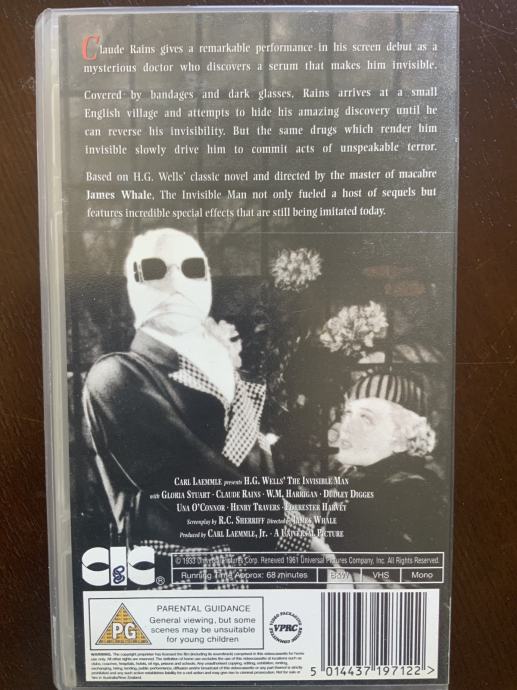 Claude Rains gives a remarkable performance in his screen debut as a
mysterious doctor who discovers a serum that makes him invisible.
Covered by bandages and dark glasses, Rains arrives at a small
English village and attempts to hide his amazing discovery until he
can reverse his invisibility. But the same drugs which render him
invisible slowly drive him to commit acts of unspeakable terror.
Based on H.G. Wells' classic novel and directed by the master of macabre
James Whale, The Invisible Man not only fueled a host of sequels but
features incredible special effects that are still being imitated today.
CARL LAEMMLE presents H.G. WELLS' THE INVISIBLE MAN
with GLORIA STUART · CLAUDE RAINS · W.M. HARRIGAN · DUDLEY DIGGES
UNA O'CONNOR · HENRY TRAVERS · FORRESTER HARVEY
Screenplay by R.C. SHERRIFF Directed by JAMES WHALE
Produced by CARL LAEMMLE, JR. · A UNIVERSAL PICTURE
CIC ®
© 1933 Universal Pictures Corp. Renewed 1961 Universal Pictures Company, Inc. All Rights Reserved.
Running Time Approx: 68 minutes B&W VHS Mono
PG
PARENTAL GUIDANCE
General viewing, but some
scenes may be unsuitable
for young children
VIDEO PACKAGING
VPRC
5 014437 197122 >